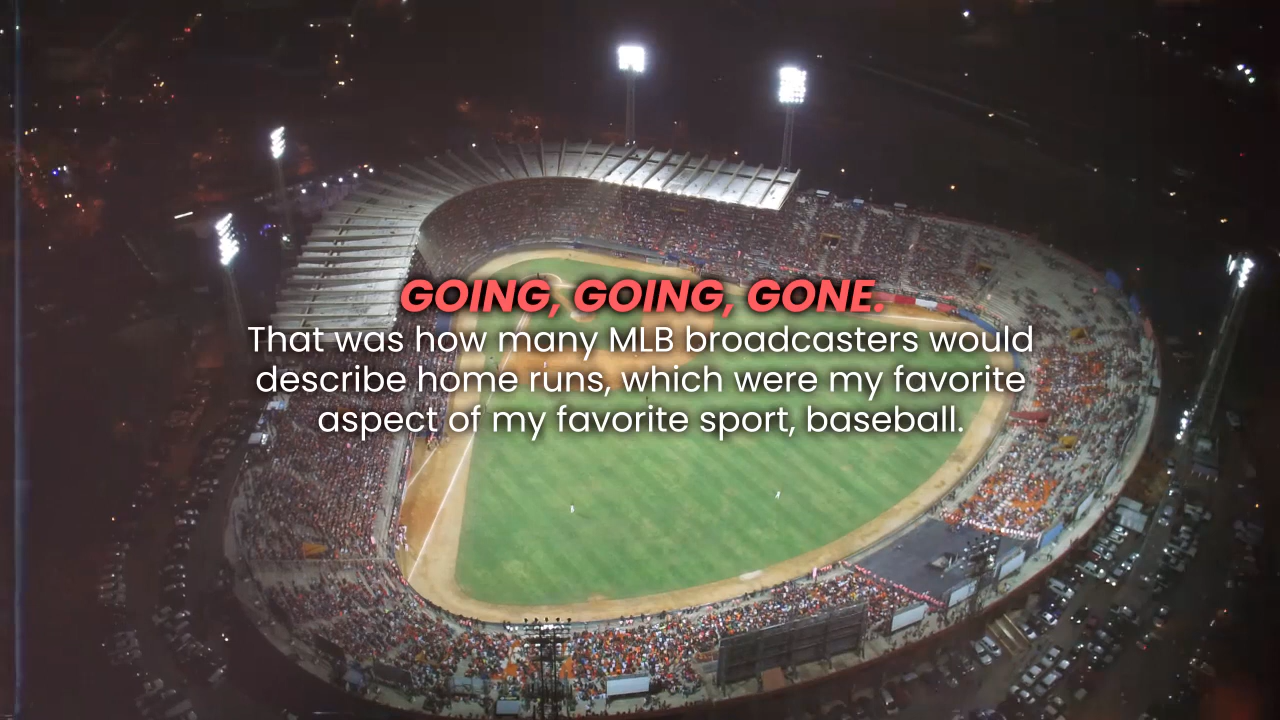 GOING, GOING, GONE.
That was how many MLB broadcasters would
describe home runs, which were my favorite
aspect of my favorite sport, baseball.